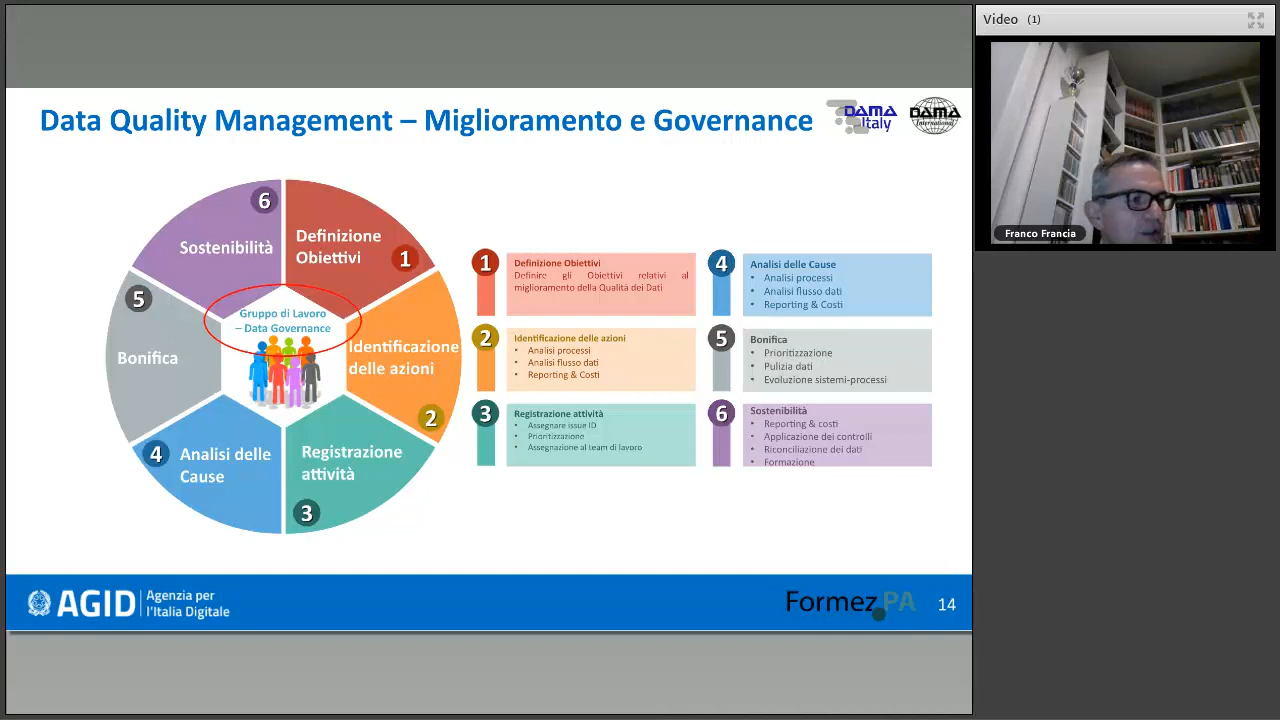 Video (1)
Franco Francia
Data Quality Management – Miglioramento e Governance
DAMA
Italy
DAMA
International
6
Sostenibilità
Definizione
Obiettivi
1
5
Bonifica
Gruppo di Lavoro
– Data Governance
Identificazione
delle azioni
2
4
Analisi delle
Cause
Registrazione
attività
3
1
Definizione Obiettivi
Definire gli Obiettivi relativi al
miglioramento della Qualità dei Dati
2
Identificazione delle azioni
• Analisi processi
• Analisi flusso dati
• Reporting & Costi
3
Registrazione attività
• Assegnare issue ID
• Prioritizzazione
• Assegnazione al team di lavoro
4
Analisi delle Cause
• Analisi processi
• Analisi flusso dati
• Reporting & Costi
5
Bonifica
• Prioritizzazione
• Pulizia dati
• Evoluzione sistemi-processi
6
Sostenibilità
• Reporting & costi
• Applicazione dei controlli
• Riconciliazione dei dati
• Formazione
AGID
Agenzia per
l'Italia Digitale
Formez PA
14